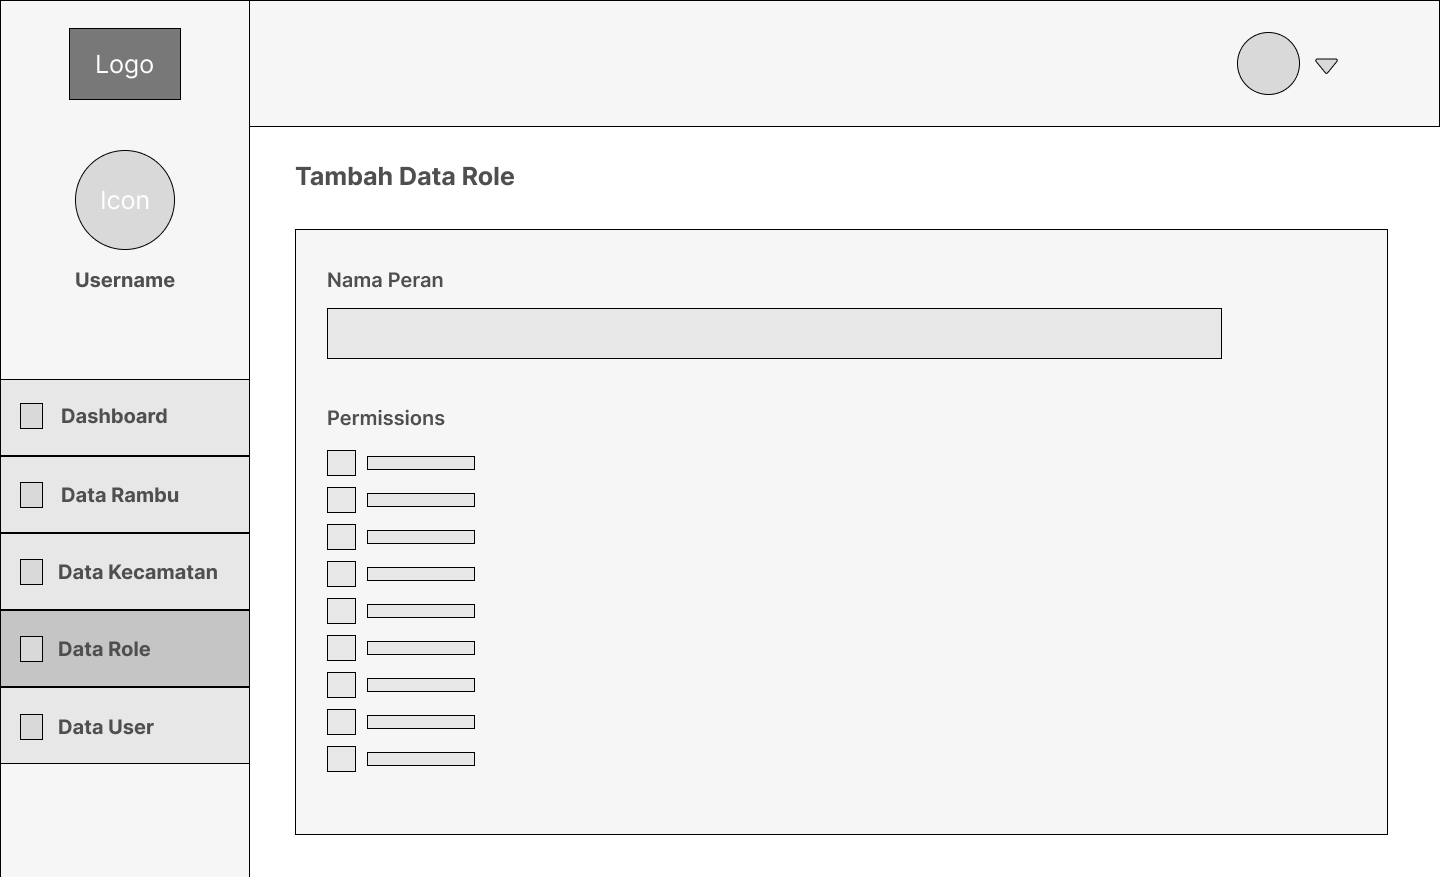 Logo
Icon
Username
Dashboard
Data Rambu
Data Kecamatan
Data Role
Data User
Tambah Data Role
Nama Peran
Permissions